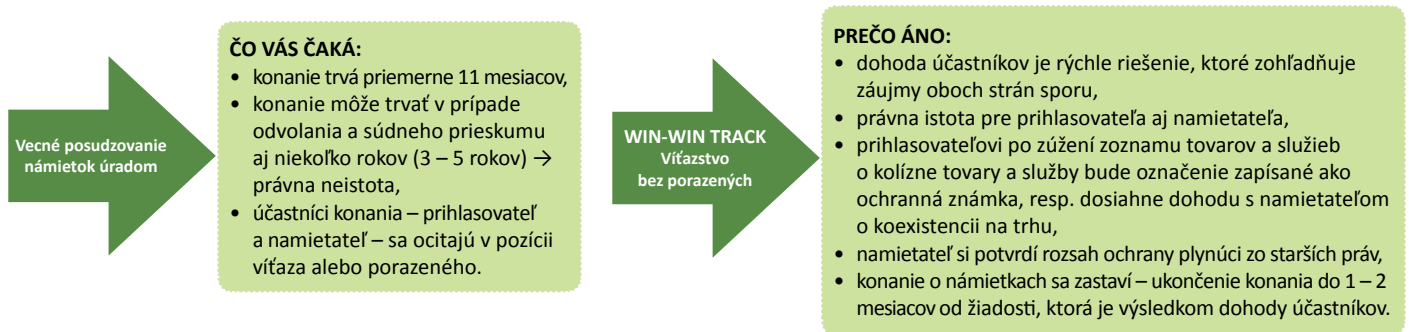 Vecné posudzovanie
námietok úradom
ČO VÁS ČAKÁ:
• konanie trvá priemerne 11 mesiacov,
• konanie môže trvať v prípade
odvolania a súdneho prieskumu
aj niekoľko rokov (3 – 5 rokov) →
právna neistota,
• účastníci konania – prihlasovateľ
a namietateľ – sa ocitajú v pozícii
víťaza alebo porazeného.
WIN-WIN TRACK
Víťazstvo
bez porazených
PREČO ÁNO:
• dohoda účastníkov je rýchle riešenie, ktoré zohľadňuje
záujmy oboch strán sporu,
• právna istota pre prihlasovateľa aj namietateľa,
• prihlasovateľovi po zúžení zoznamu tovarov a služieb
o kolízne tovary a služby bude označenie zapísané ako
ochranná známka, resp. dosiahne dohodu s namietateľom
o koexistencii na trhu,
• namietateľ si potvrdí rozsah ochrany plynúci zo starších práv,
• konanie o námietkach sa zastaví – ukončenie konania do 1 – 2
mesiacov od žiadosti, ktorá je výsledkom dohody účastníkov.